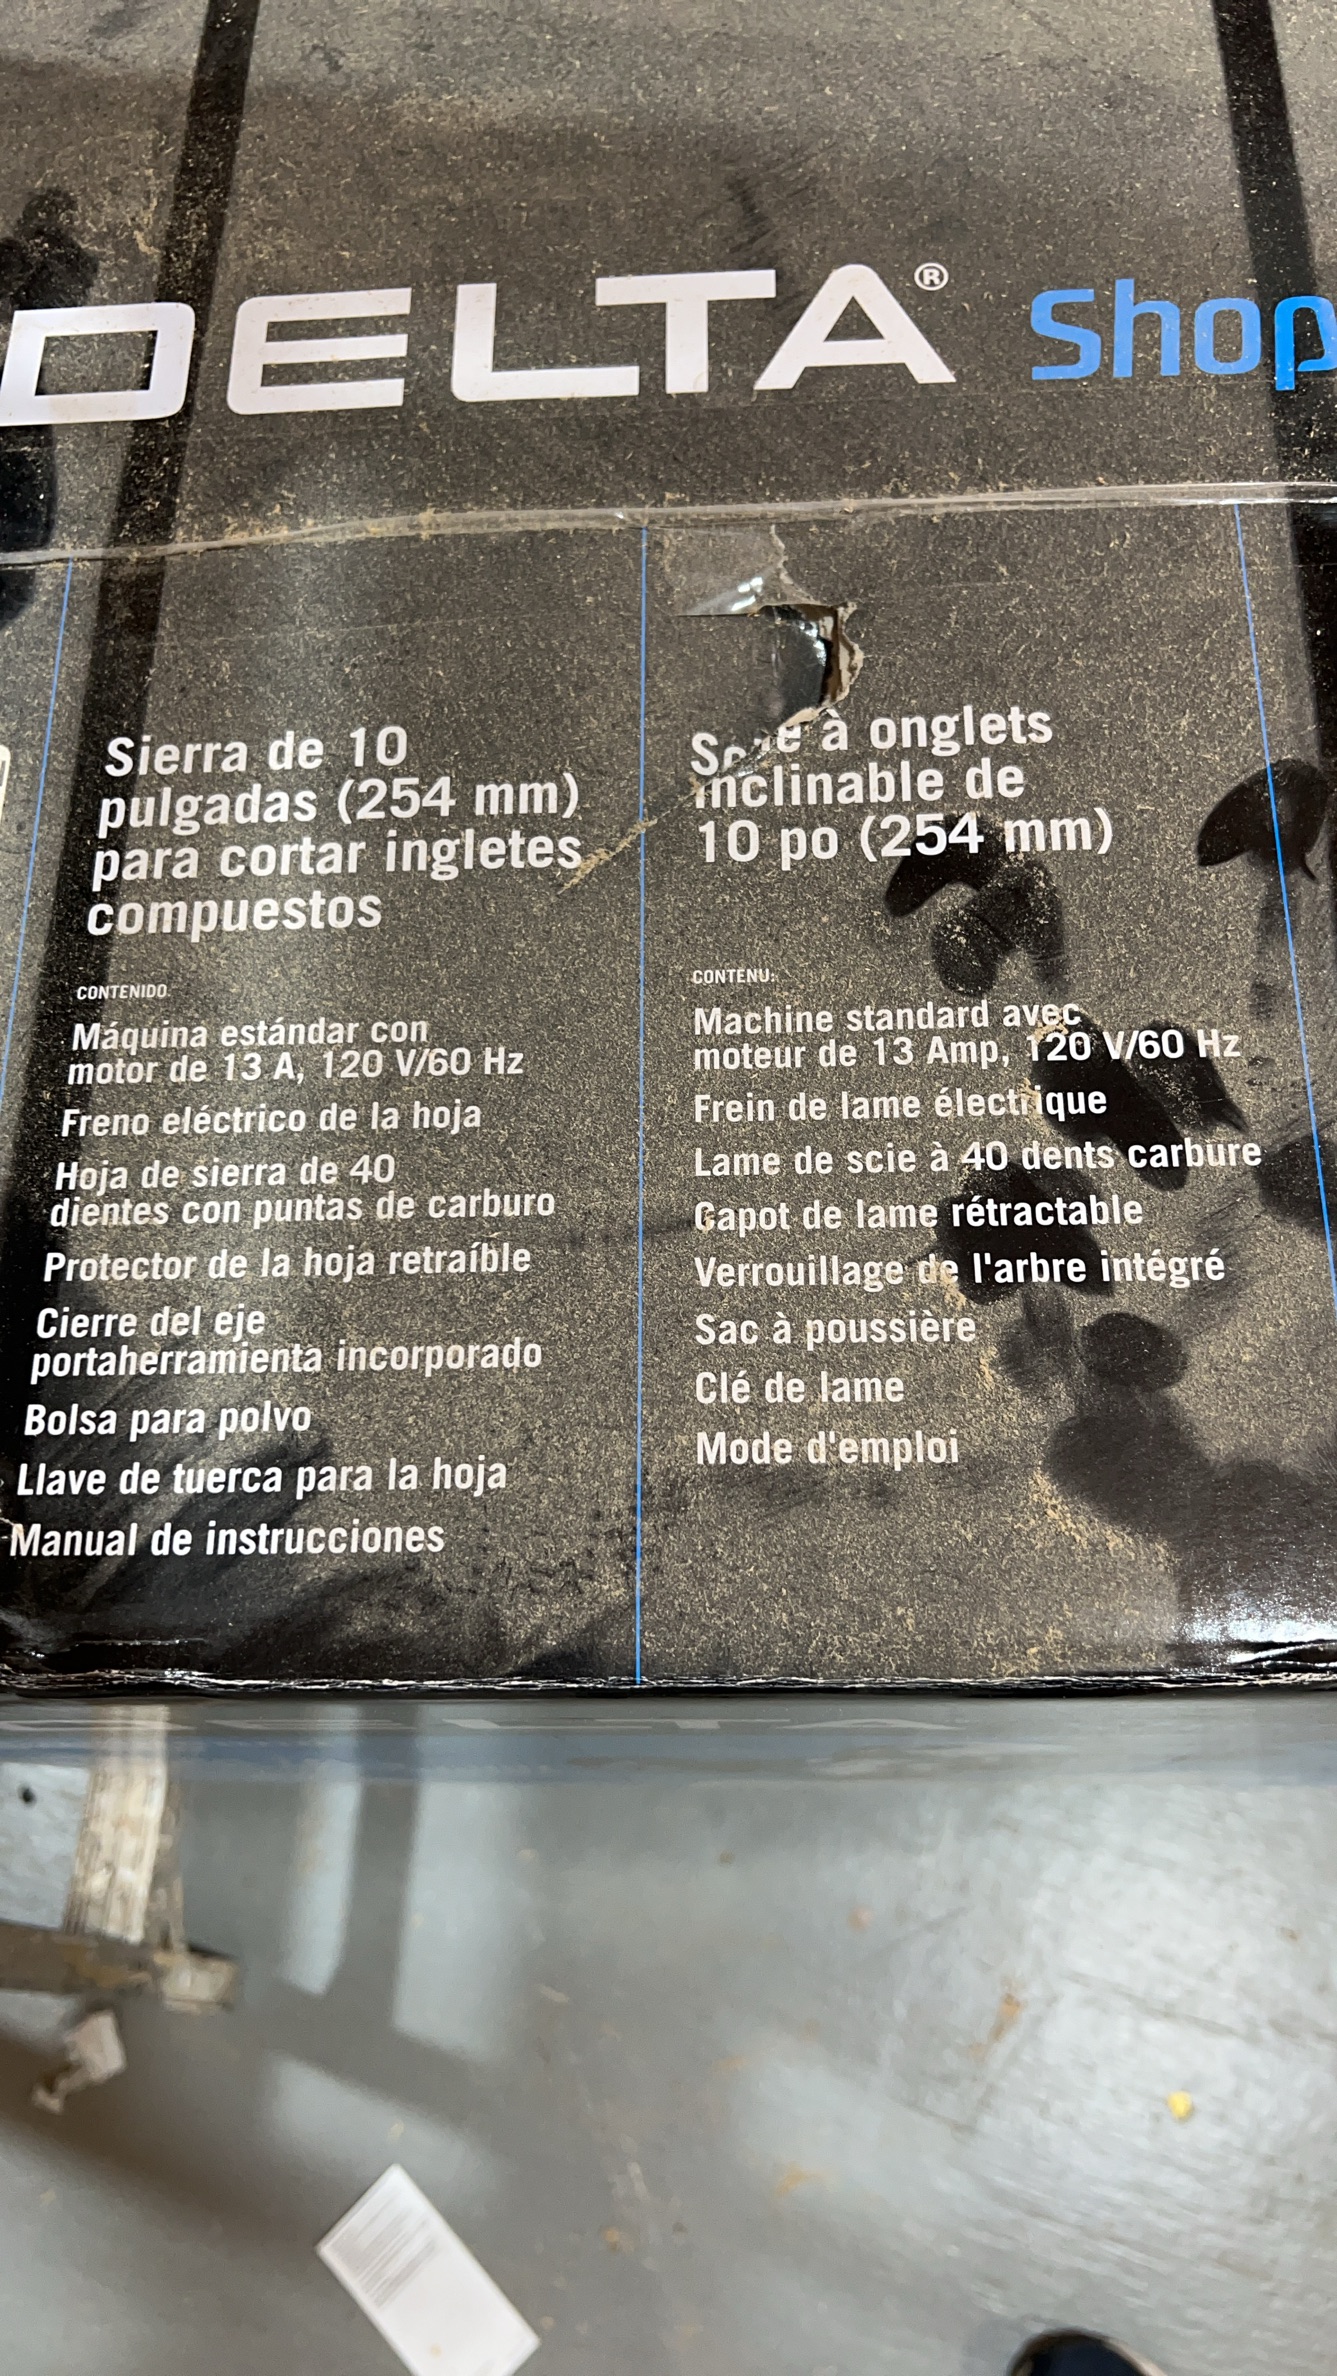 DELTA® Shop
Sierra de 10
pulgadas (254 mm)
para cortar ingletes
compuestos
CONTENIDO
Máquina estándar con
motor de 13 A, 120 V/60 Hz
Freno eléctrico de la hoja
Hoja de sierra de 40
dientes con puntas de carburo
Protector de la hoja retraíble
Cierre del eje
portaherramienta incorporado
Bolsa para polvo
Llave de tuerca para la hoja
Manual de instrucciones
à onglets
inclinable de
10 po (254 mm)
CONTENU:
Machine standard avec
moteur de 13 Amp, 120 V/60 Hz
Frein de lame électrique
Lame de scie à 40 dents carbure
Capot de lame rétractable
Verrouillage de l'arbre intégré
Sac à poussière
Clé de lame
Mode d'emploi